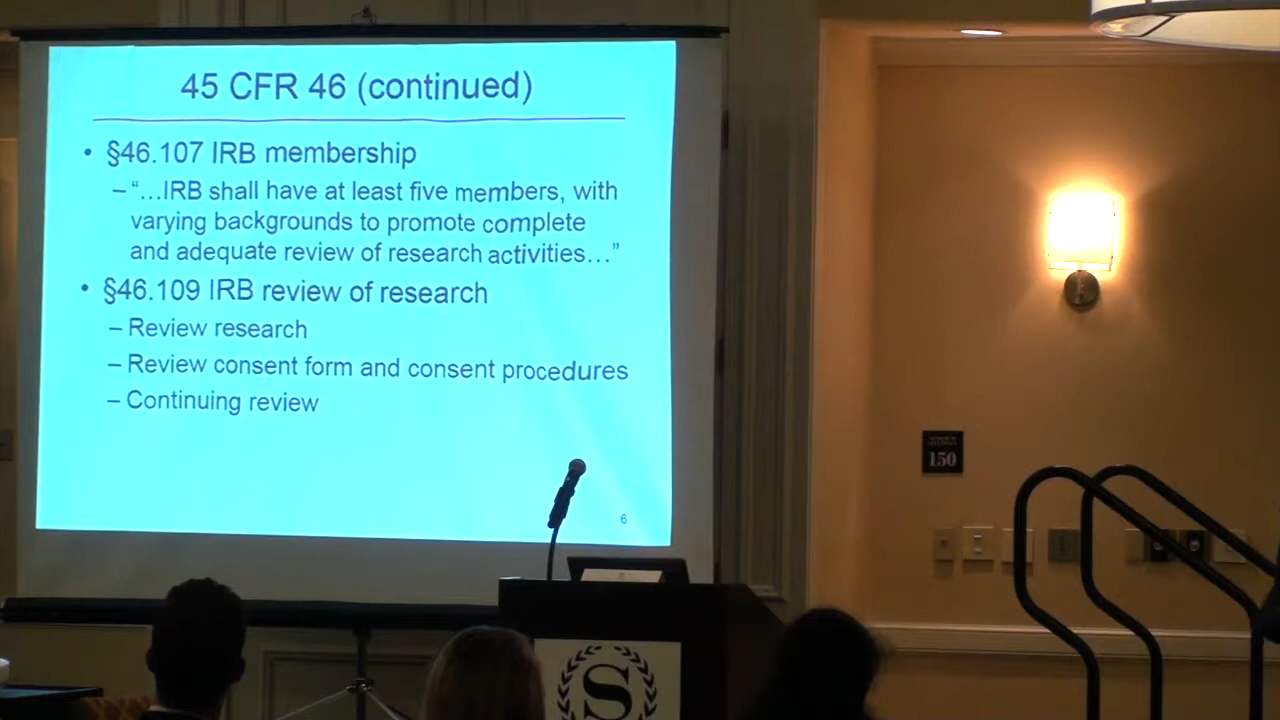 45 CFR 46 (continued)
• §46.107 IRB membership
– “…IRB shall have at least five members, with
varying backgrounds to promote complete
and adequate review of research activities…”
• §46.109 IRB review of research
– Review research
– Review consent form and consent procedures
– Continuing review
6
150
S